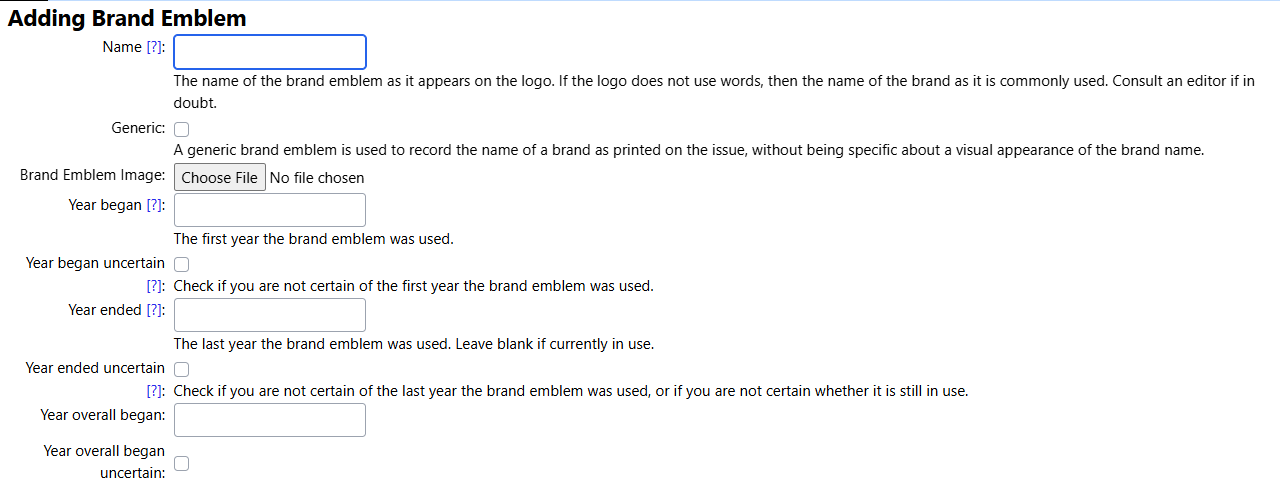 Adding Brand Emblem
Name [?]:
The name of the brand emblem as it appears on the logo. If the logo does not use words, then the name of the brand as it is commonly used. Consult an editor if in
doubt.
Generic:
A generic brand emblem is used to record the name of a brand as printed on the issue, without being specific about a visual appearance of the brand name.
Brand Emblem Image: Choose File No file chosen
Year began [?]:
The first year the brand emblem was used.
Year began uncertain
[?]: Check if you are not certain of the first year the brand emblem was used.
Year ended [?]:
The last year the brand emblem was used. Leave blank if currently in use.
Year ended uncertain
[?]: Check if you are not certain of the last year the brand emblem was used, or if you are not certain whether it is still in use.
Year overall began:
Year overall began
uncertain: